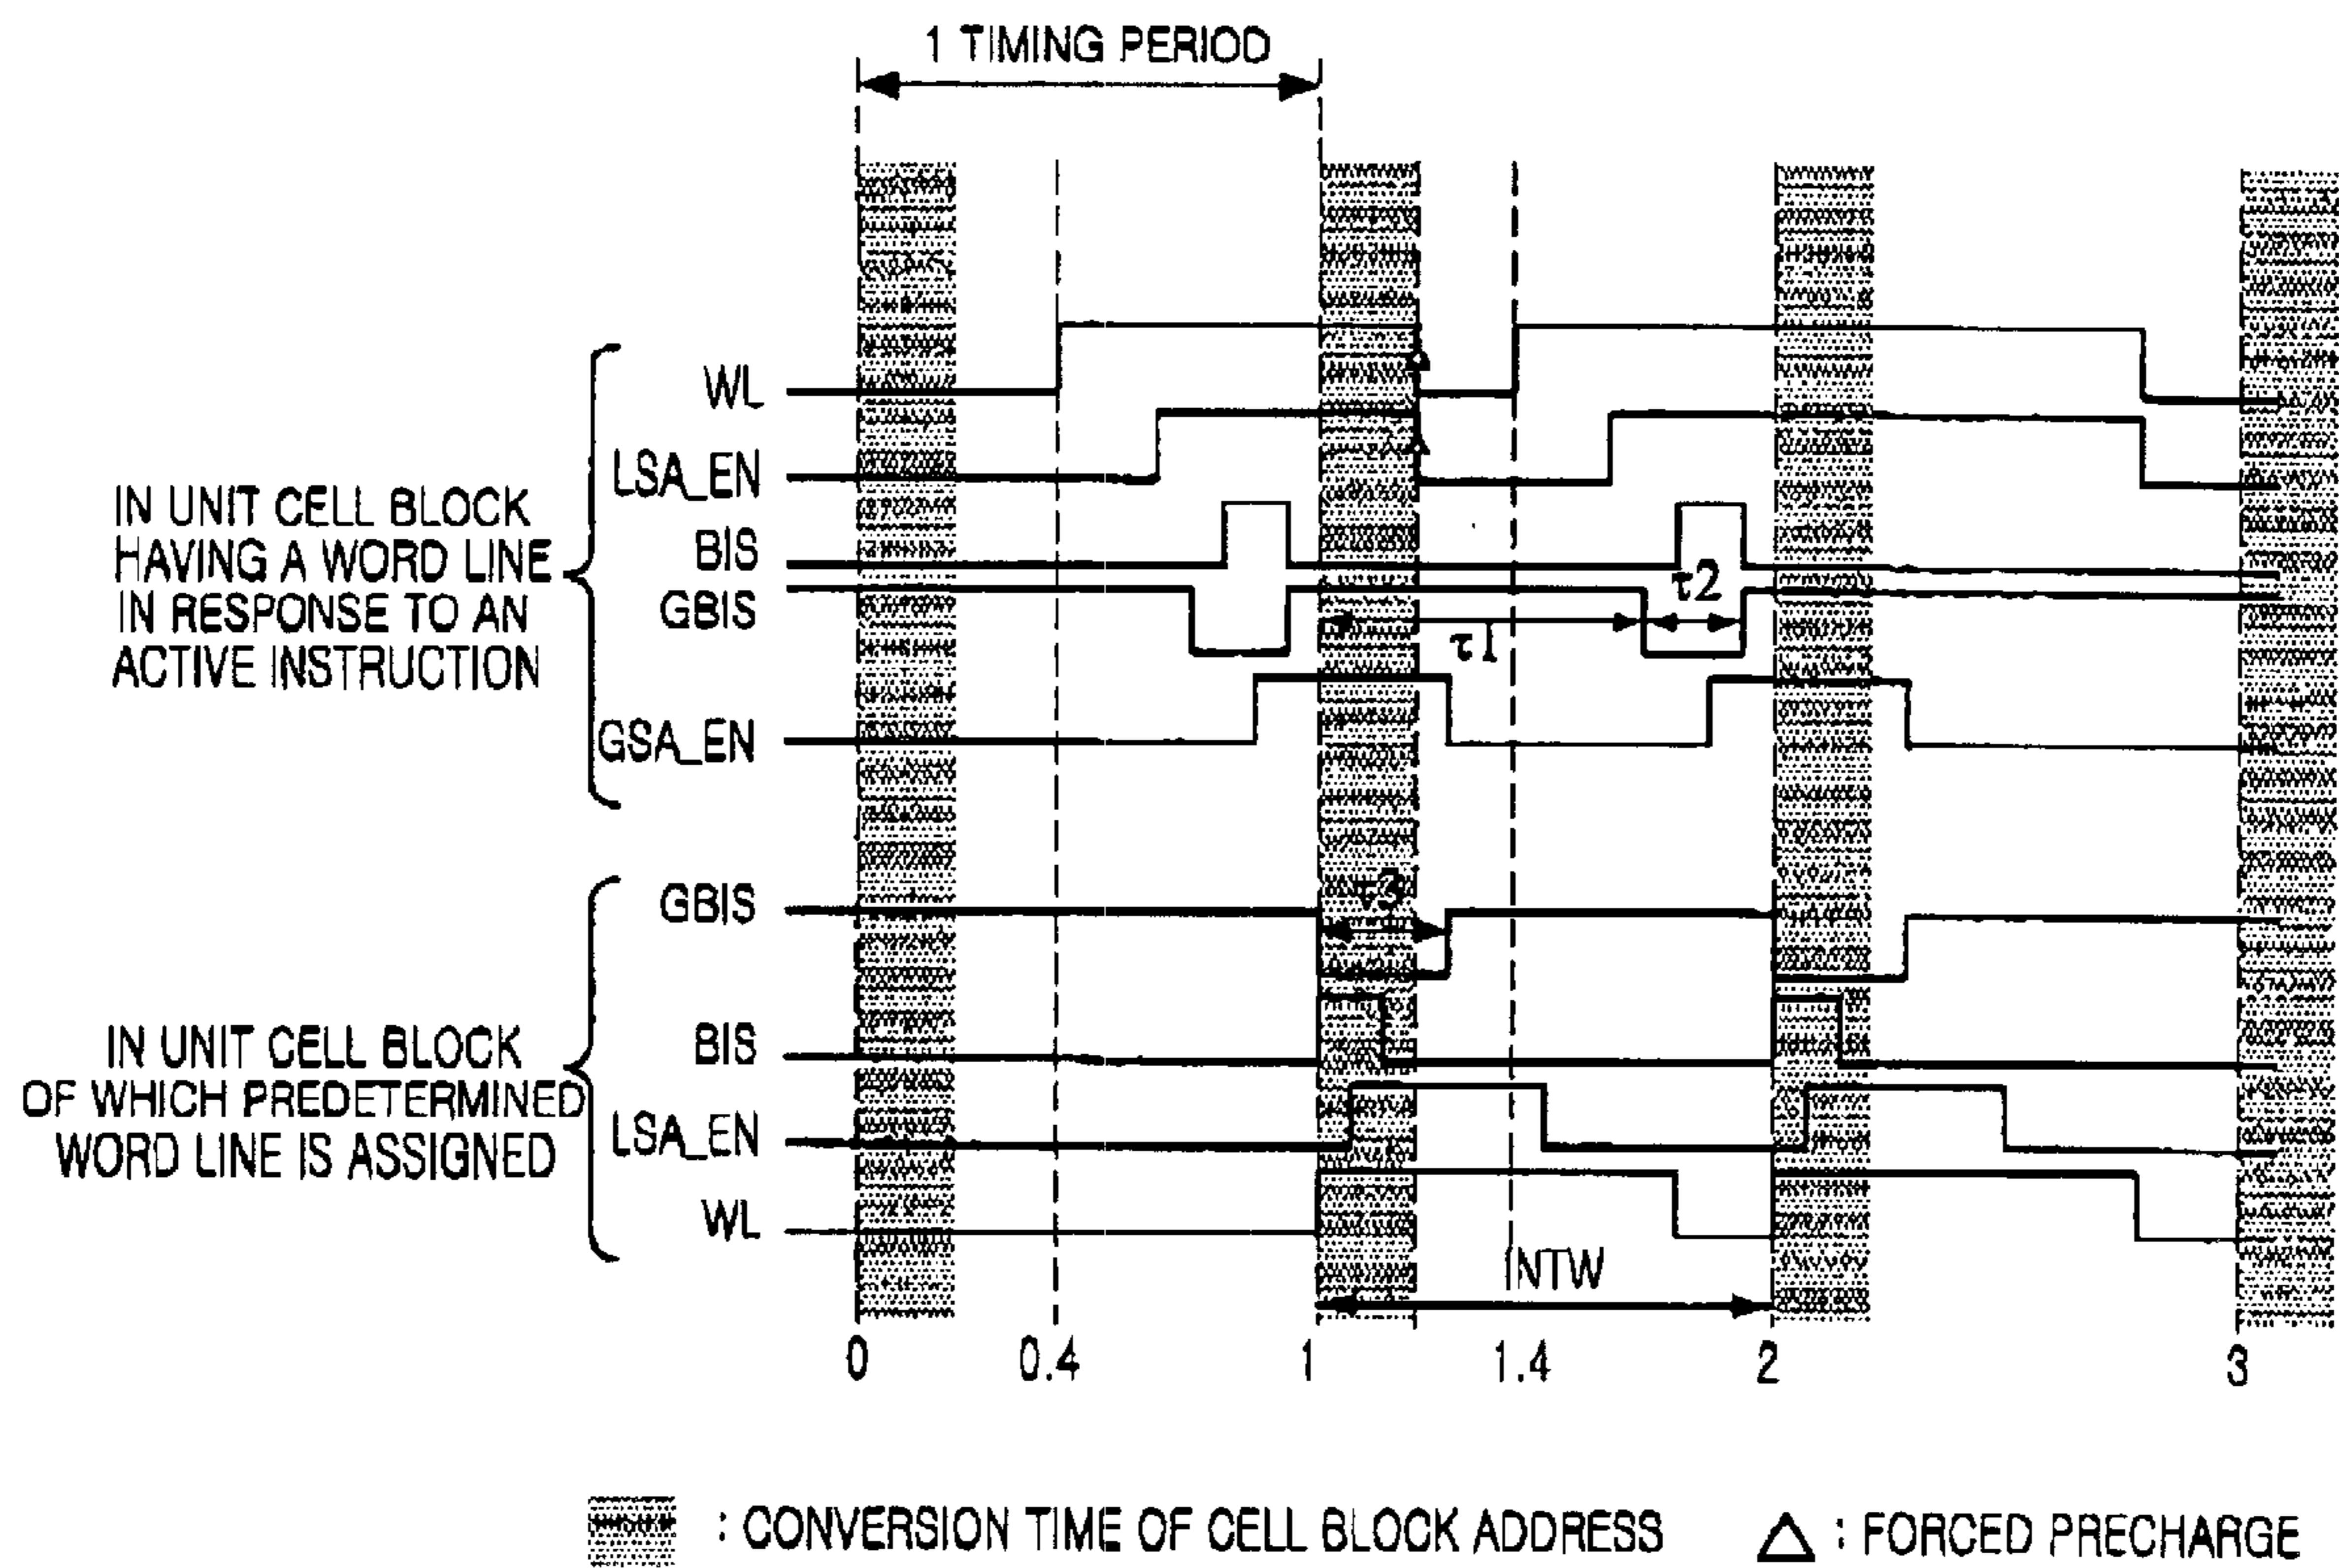 1 TIMING PERIOD
WL
LSA_EN
BIS
GBIS
GSA_EN
IN UNIT CELL BLOCK
HAVING A WORD LINE
IN RESPONSE TO AN
ACTIVE INSTRUCTION
τ2
τ1
GBIS
τ3
BIS
LSA_EN
WL
IN UNIT CELL BLOCK
OF WHICH PREDETERMINED
WORD LINE IS ASSIGNED
INTW
0 0.4 1 1.4 2 3
: CONVERSION TIME OF CELL BLOCK ADDRESS △ : FORCED PRECHARGE